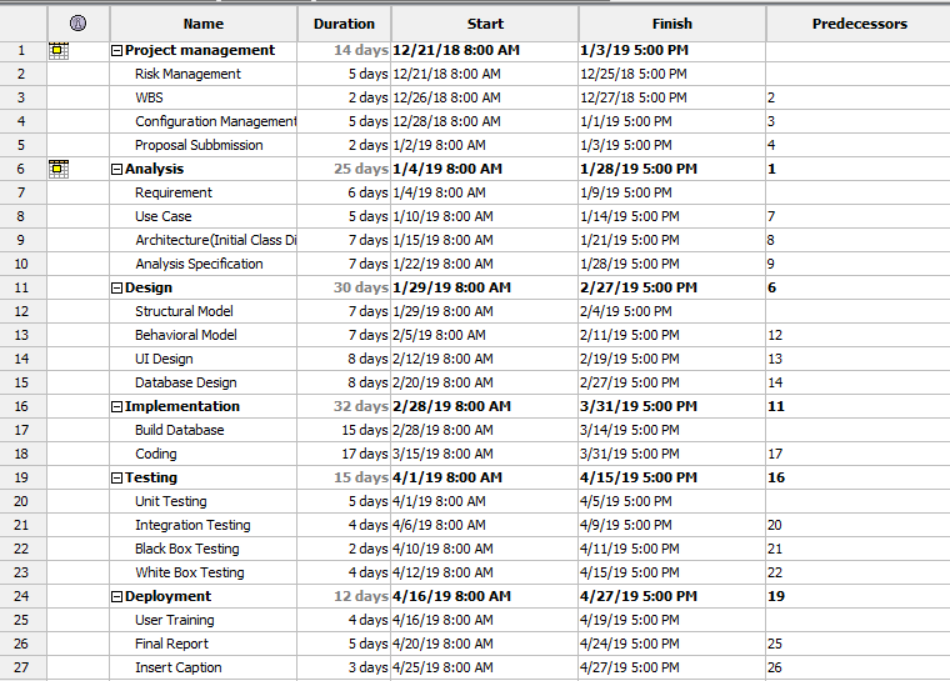 Name Duration Start Finish Predecessors
1 Project management 14 days 12/21/18 8:00 AM 1/3/19 5:00 PM
2 Risk Management 5 days 12/21/18 8:00 AM 12/25/18 5:00 PM
3 WBS 2 days 12/26/18 8:00 AM 12/27/18 5:00 PM 2
4 Configuration Management 5 days 12/28/18 8:00 AM 1/1/19 5:00 PM 3
5 Proposal Subbmission 2 days 1/2/19 8:00 AM 1/3/19 5:00 PM 4
6 Analysis 25 days 1/4/19 8:00 AM 1/28/19 5:00 PM 1
7 Requirement 6 days 1/4/19 8:00 AM 1/9/19 5:00 PM
8 Use Case 5 days 1/10/19 8:00 AM 1/14/19 5:00 PM 7
9 Architecture(Initial Class Di 7 days 1/15/19 8:00 AM 1/21/19 5:00 PM 8
10 Analysis Specification 7 days 1/22/19 8:00 AM 1/28/19 5:00 PM 9
11 Design 30 days 1/29/19 8:00 AM 2/27/19 5:00 PM 6
12 Structural Model 7 days 1/29/19 8:00 AM 2/4/19 5:00 PM
13 Behavioral Model 7 days 2/5/19 8:00 AM 2/11/19 5:00 PM 12
14 UI Design 8 days 2/12/19 8:00 AM 2/19/19 5:00 PM 13
15 Database Design 8 days 2/20/19 8:00 AM 2/27/19 5:00 PM 14
16 Implementation 32 days 2/28/19 8:00 AM 3/31/19 5:00 PM 11
17 Build Database 15 days 2/28/19 8:00 AM 3/14/19 5:00 PM
18 Coding 17 days 3/15/19 8:00 AM 3/31/19 5:00 PM 17
19 Testing 15 days 4/1/19 8:00 AM 4/15/19 5:00 PM 16
20 Unit Testing 5 days 4/1/19 8:00 AM 4/5/19 5:00 PM
21 Integration Testing 4 days 4/6/19 8:00 AM 4/9/19 5:00 PM 20
22 Black Box Testing 2 days 4/10/19 8:00 AM 4/11/19 5:00 PM 21
23 White Box Testing 4 days 4/12/19 8:00 AM 4/15/19 5:00 PM 22
24 Deployment 12 days 4/16/19 8:00 AM 4/27/19 5:00 PM 19
25 User Training 4 days 4/16/19 8:00 AM 4/19/19 5:00 PM
26 Final Report 5 days 4/20/19 8:00 AM 4/24/19 5:00 PM 25
27 Insert Caption 3 days 4/25/19 8:00 AM 4/27/19 5:00 PM 26